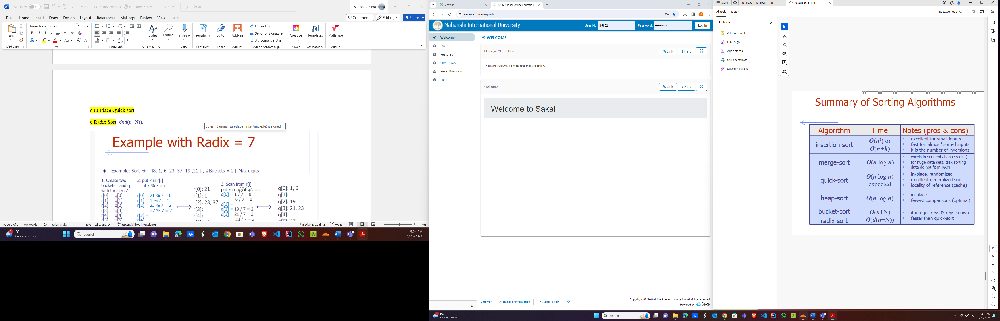 AutoSave Off Midterm Exam Review.docx No Label • Saved to this PC Search Suresh Bamma
File Home Insert Draw Design Layout References Mailings Review View Help Comments Editing Share
Times New Roman 10
Paste
Styles Editing Dictate Sensitivity Editor Add-ins
Fill and Sign
Send for Signature
Agreement Status
Creative Cloud Templates MathType
Clipboard Font Paragraph Styles Voice Sensitivity Editor Add-ins Adobe Acrobat Sign Adobe officeatwork Add-in
o In-Place Quick sort
o Radix Sort: O(d(n+N)).
Suresh Bamma (suresh.bamma@miu.edu) is signed in
Example with Radix = 7
Example: Sort → [ 48, 1, 6, 23, 37, 19 ,21 ] , #Buckets = 2 [ Max digits]
1. Create two
buckets r and q
with the size 7
r[0] q[0]
r[1] q[1]
r[2] q[2]
r[3] q[3]
r[4] q[4]
r[5] q[5]
2. put x in r[i]
if x % 7 = i
r[0] = 21 % 7 = 0
r[1] = 1 % 7 = 1
r[2] = 23 % 7 = 2
37 % 7 = 2
r[3] =
r[4] =
r[0]: 21
r[1]: 1
r[2]: 23, 37
r[3]:
r[4]:
3. Scan from r[i]
put x in q[i] if x/7 = i
q[0] = 1 / 7 = 0
6 / 7 = 0
q[1] =
q[2] = 19 / 7 = 2
q[3] = 21 / 7 = 3
23 / 7 = 3
q[0]: 1, 6
q[1]:
q[2]: 19
q[3]: 21, 23
q[4]:
q[5]: 37
Page 6 of 6 747 words Italian (Italy) Text Predictions: On Accessibility: Investigate Display Settings Focus 140%
1°C
Rain and snow
Search
5:24 PM
1/25/2024
ChatGPT MUM Global Online Education
sakai.cs.miu.edu/portal
Maharishi International University User Id: 115802 Password: Log In
Welcome
FAQ
Features
Site Browser
Reset Password
Help
WELCOME
Message Of The Day Link ? Help
There are currently no messages at this location.
Welcome! Link ? Help
Welcome to Sakai
Gateway Accessibility Information The Sakai Project
Copyright 2003-2024 The Apereo Foundation. All rights reserved.
Powered by Sakai
Menu 08-PQSortRadixSort-1.pdf 10-QuickSort.pdf
All tools E-Sign Find text or tools
All tools
Add comments
Fill & Sign
Add a stamp
Use a certificate
Measure objects
Summary of Sorting Algorithms
Algorithm Time Notes (pros & cons)
insertion-sort
O(n²) or
O(n+k)
excellent for small inputs
fast for 'almost' sorted inputs
k is the number of inversions
merge-sort
O(n log n)
excels in sequential access (list)
for huge data sets, disk sorting
data do not fit in RAM
quick-sort
O(n log n)
expected
in-place, randomized
excellent generalized sort
locality of reference (cache)
heap-sort
O(n log n)
in-place
fewest comparisons (optimal)
bucket-sort
radix-sort
O(n+N)
O(d(n+N))
if integer keys & keys known
faster than quick-sort
32
32
34
1°C
Rain and snow
Search
5:24 PM
1/25/2024